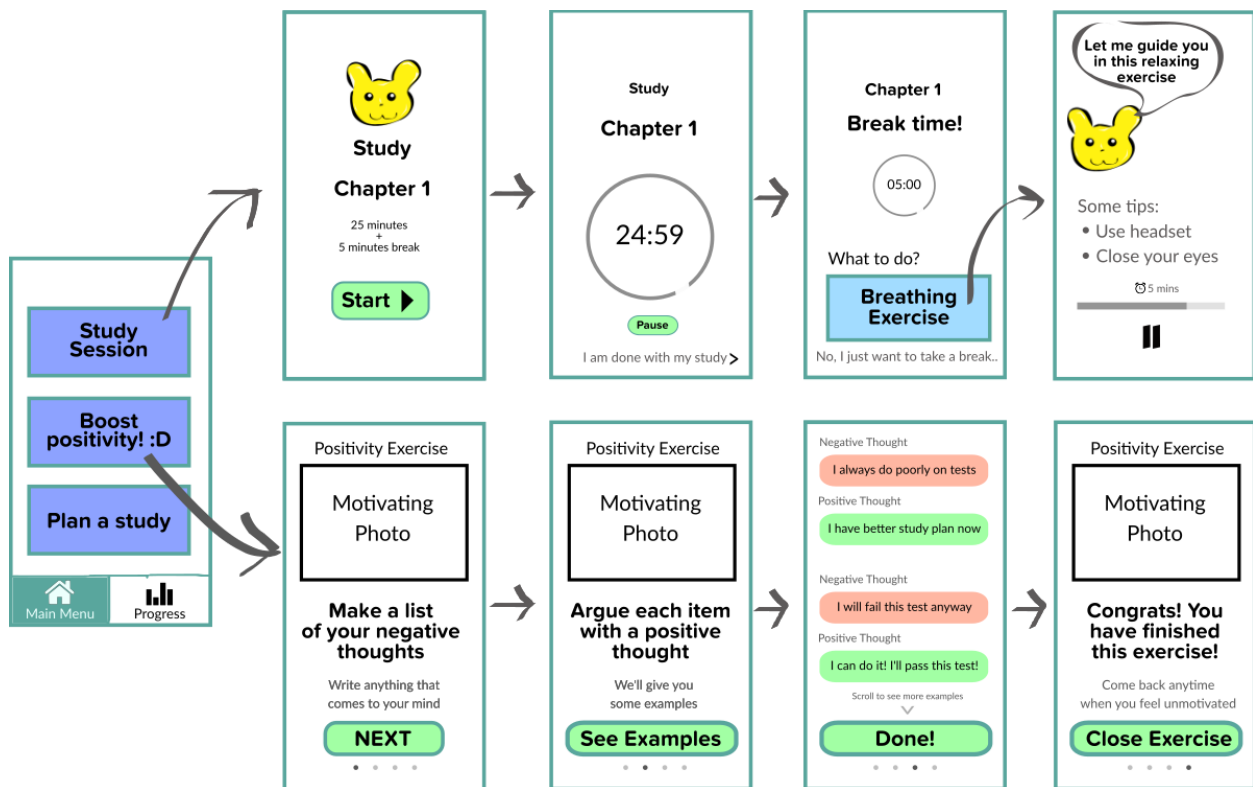 Study
Session
Boost
positivity! :D
Plan a study
Main Menu
Progress
Study
Chapter 1
25 minutes
+
5 minutes break
Start
Study
Chapter 1
24:59
Pause
I am done with my study >
Chapter 1
Break time!
05:00
What to do?
Breathing
Exercise
No, I just want to take a break..
Let me guide you
in this relaxing
exercise
Some tips:
• Use headset
• Close your eyes
5 mins
Positivity Exercise
Motivating
Photo
Make a list
of your negative
thoughts
Write anything that
comes to your mind
NEXT
Positivity Exercise
Motivating
Photo
Argue each item
with a positive
thought
We'll give you
some examples
See Examples
Negative Thought
I always do poorly on tests
Positive Thought
I have better study plan now
Negative Thought
I will fail this test anyway
Positive Thought
I can do it! I'll pass this test!
Scroll to see more examples
Done!
Positivity Exercise
Motivating
Photo
Congrats! You
have finished
this exercise!
Come back anytime
when you feel unmotivated
Close Exercise